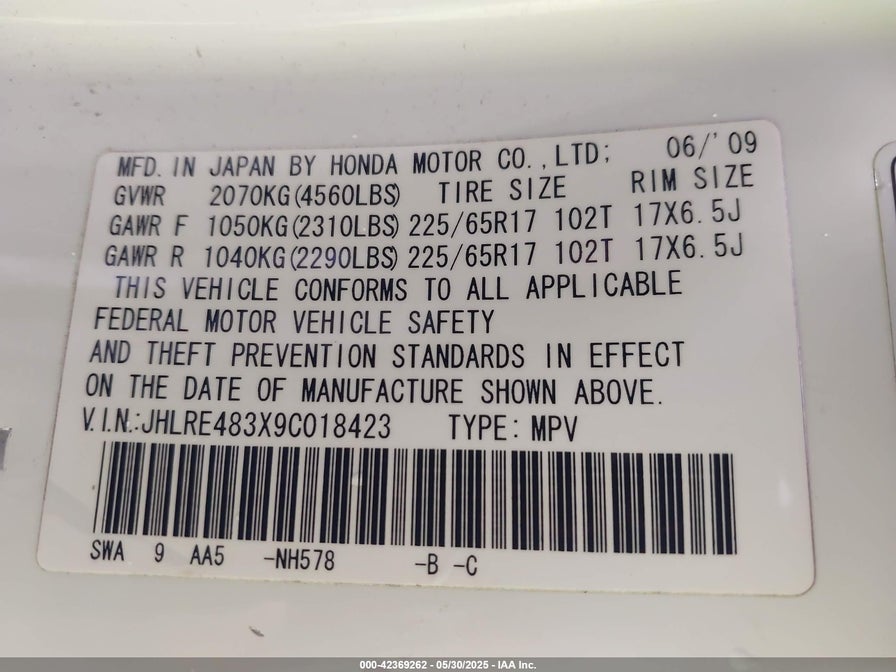 MFD. IN JAPAN BY HONDA MOTOR CO.,LTD; 06/'09
GVWR 2070KG(4560LBS) TIRE SIZE RIM SIZE
GAWR F 1050KG(2310LBS) 225/65R17 102T 17X6.5J
GAWR R 1040KG(2290LBS) 225/65R17 102T 17X6.5J
THIS VEHICLE CONFORMS TO ALL APPLICABLE
FEDERAL MOTOR VEHICLE SAFETY
AND THEFT PREVENTION STANDARDS IN EFFECT
ON THE DATE OF MANUFACTURE SHOWN ABOVE.
V.I.N.:JHLRE483X9C018423 TYPE: MPV
SWA 9 AA5 -NH578 -B -C
000-42369262 - 05/30/2025 - IAA Inc.